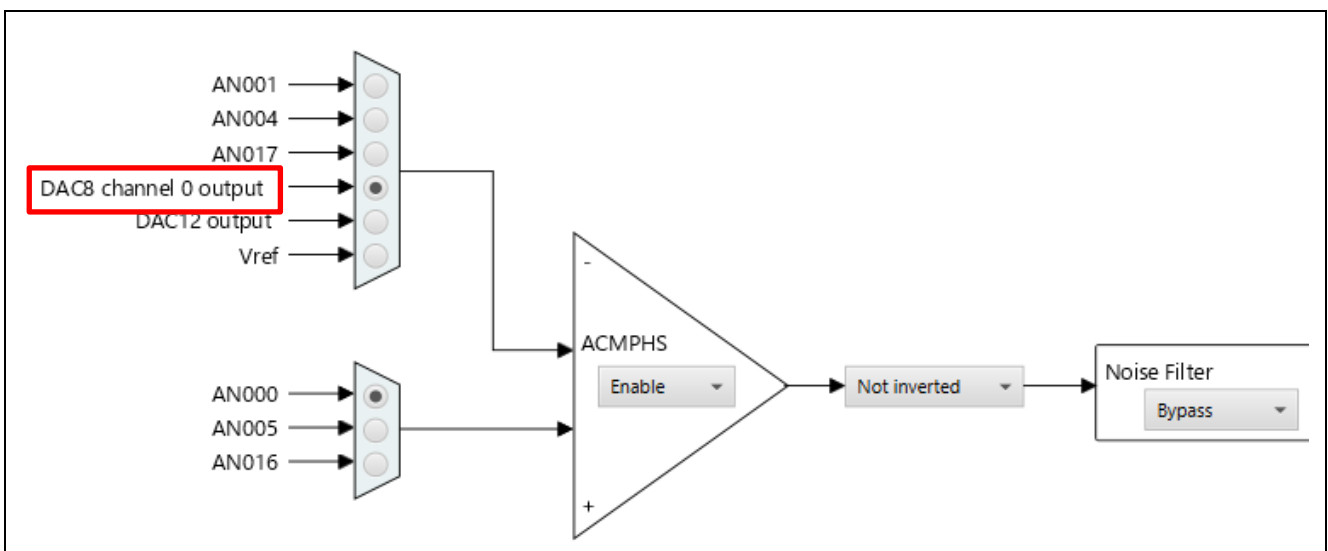 AN001
AN004
AN017
DAC8 channel 0 output
DAC12 output
Vref
-
ACMPHS
Enable
Not inverted
Noise Filter
Bypass
AN000
AN005
AN016
+